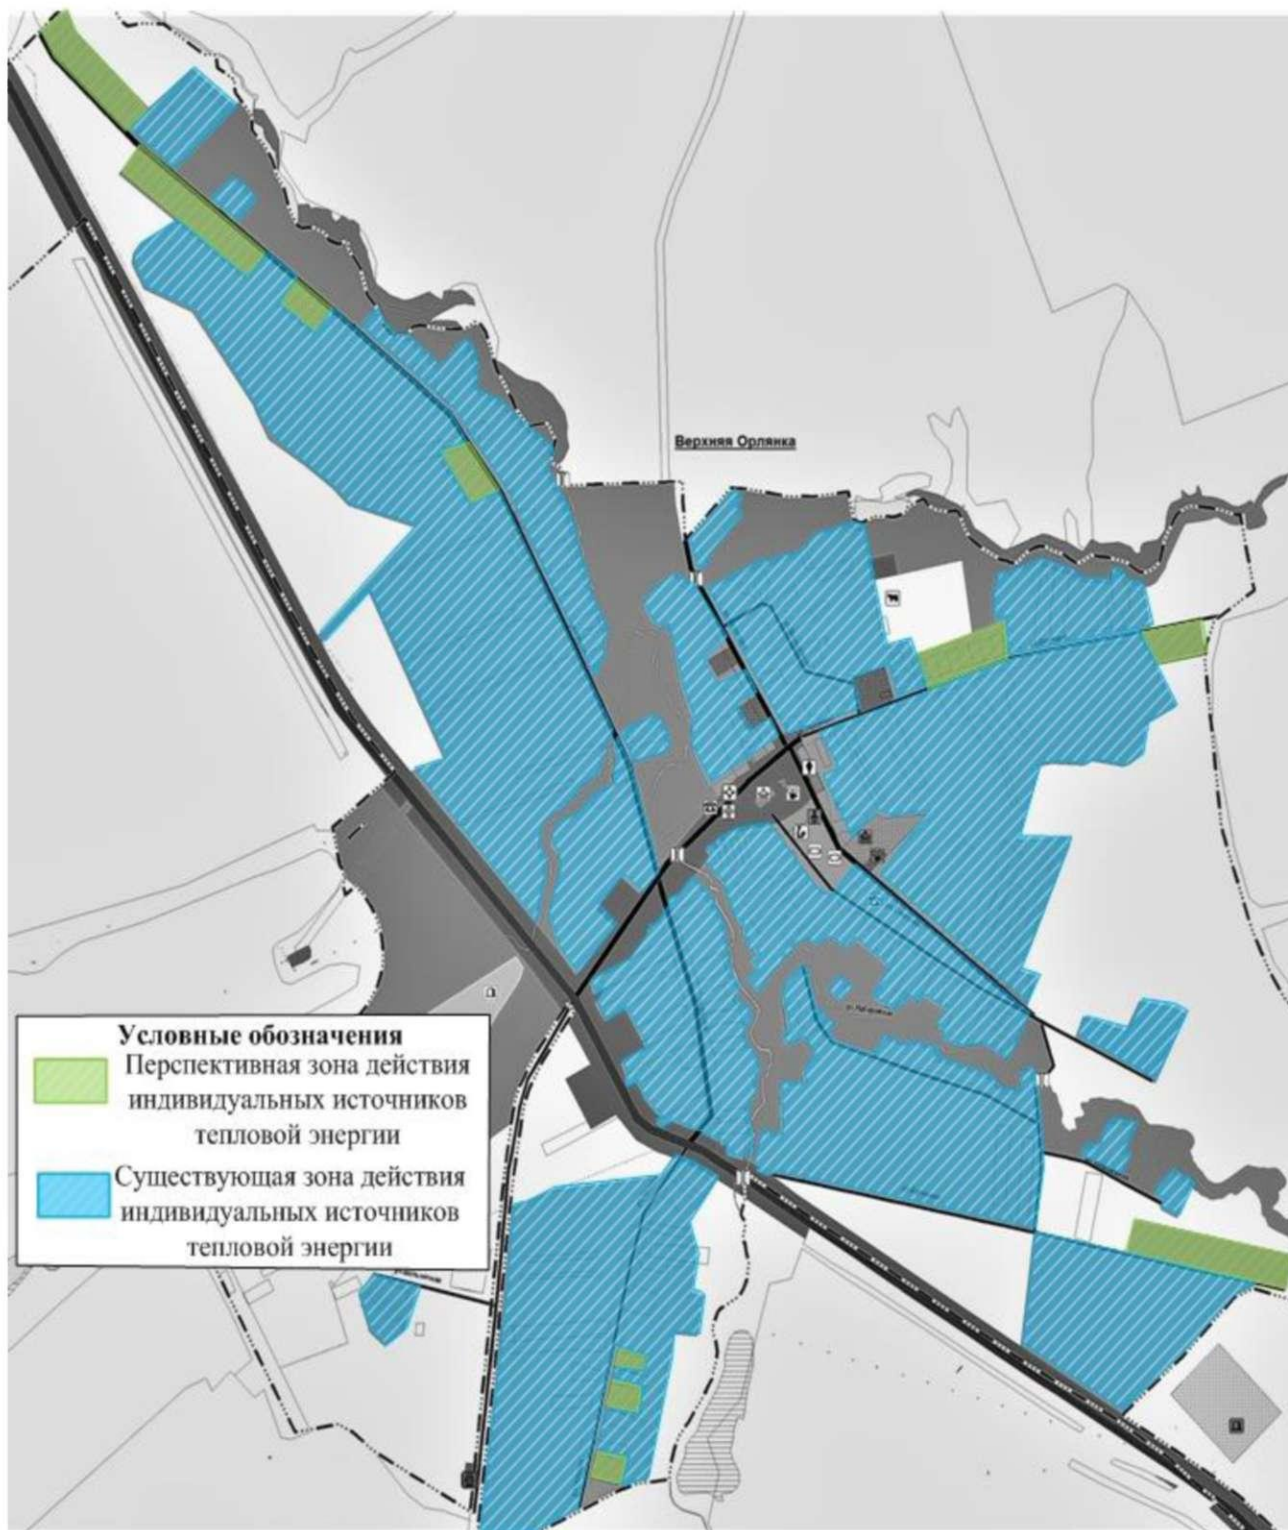 Верхняя Орлянка
Условные обозначения
Перспективная зона действия
индивидуальных источников
тепловой энергии
Существующая зона действия
индивидуальных источников
тепловой энергии